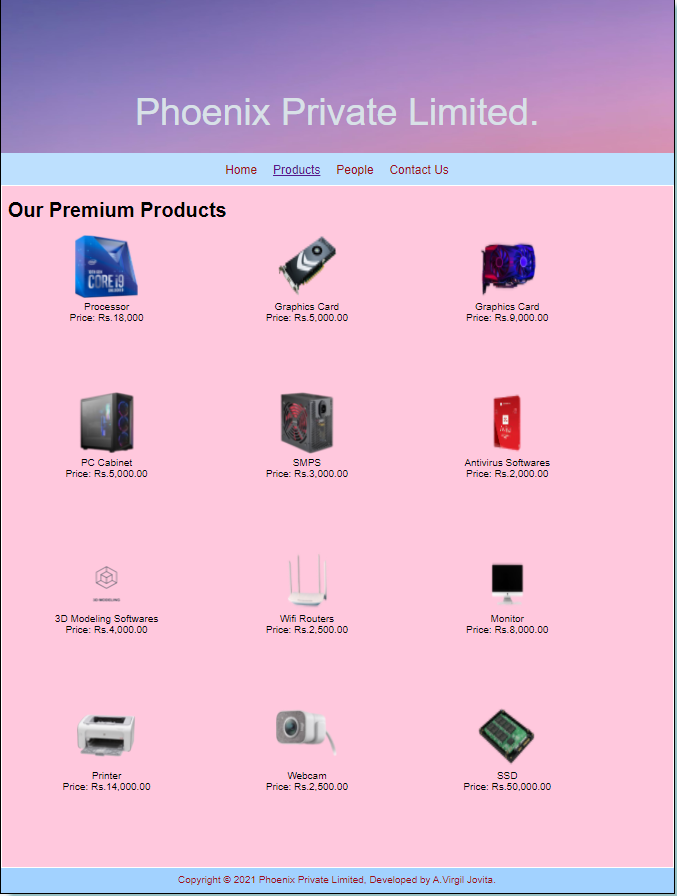 Phoenix Private Limited.
Home Products People Contact Us
Our Premium Products
intel
CORE i9
Processor
Price: Rs.18,000
Graphics Card
Price: Rs.5,000.00
Graphics Card
Price: Rs.9,000.00
PC Cabinet
Price: Rs.5,000.00
SMPS
Price: Rs.3,000.00
Antivirus Softwares
Price: Rs.2,000.00
3D MODELING
3D Modeling Softwares
Price: Rs.4,000.00
Wifi Routers
Price: Rs.2,500.00
Monitor
Price: Rs.8,000.00
Printer
Price: Rs.14,000.00
Webcam
Price: Rs.2,500.00
SSD
Price: Rs.50,000.00
Copyright © 2021 Phoenix Private Limited, Developed by A.Virgil Jovita.